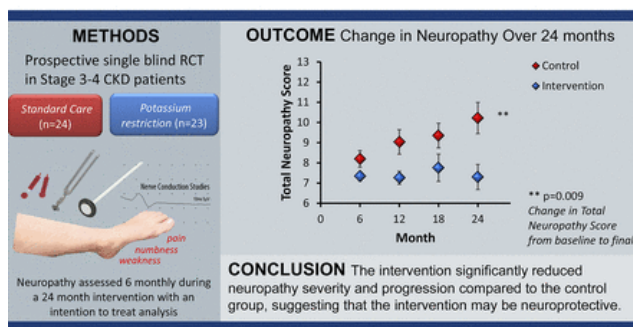 METHODS
Prospective single blind RCT
in Stage 3-4 CKD patients
Standard Care
(n=24)
Potassium
restriction (n=23)
Nerve Conduction Studies
pain
numbness
weakness
Neuropathy assessed 6 monthly during
a 24 month intervention with an
intention to treat analysis
OUTCOME Change in Neuropathy Over 24 months
Total Neuropathy Score
13
12
11
10
9
8
7
6
0
6
12
18
24
Month
Control
Intervention
**
** p=0.009
Change in Total
Neuropathy Score
from baseline to final
CONCLUSION The intervention significantly reduced
neuropathy severity and progression compared to the control
group, suggesting that the intervention may be neuroprotective.